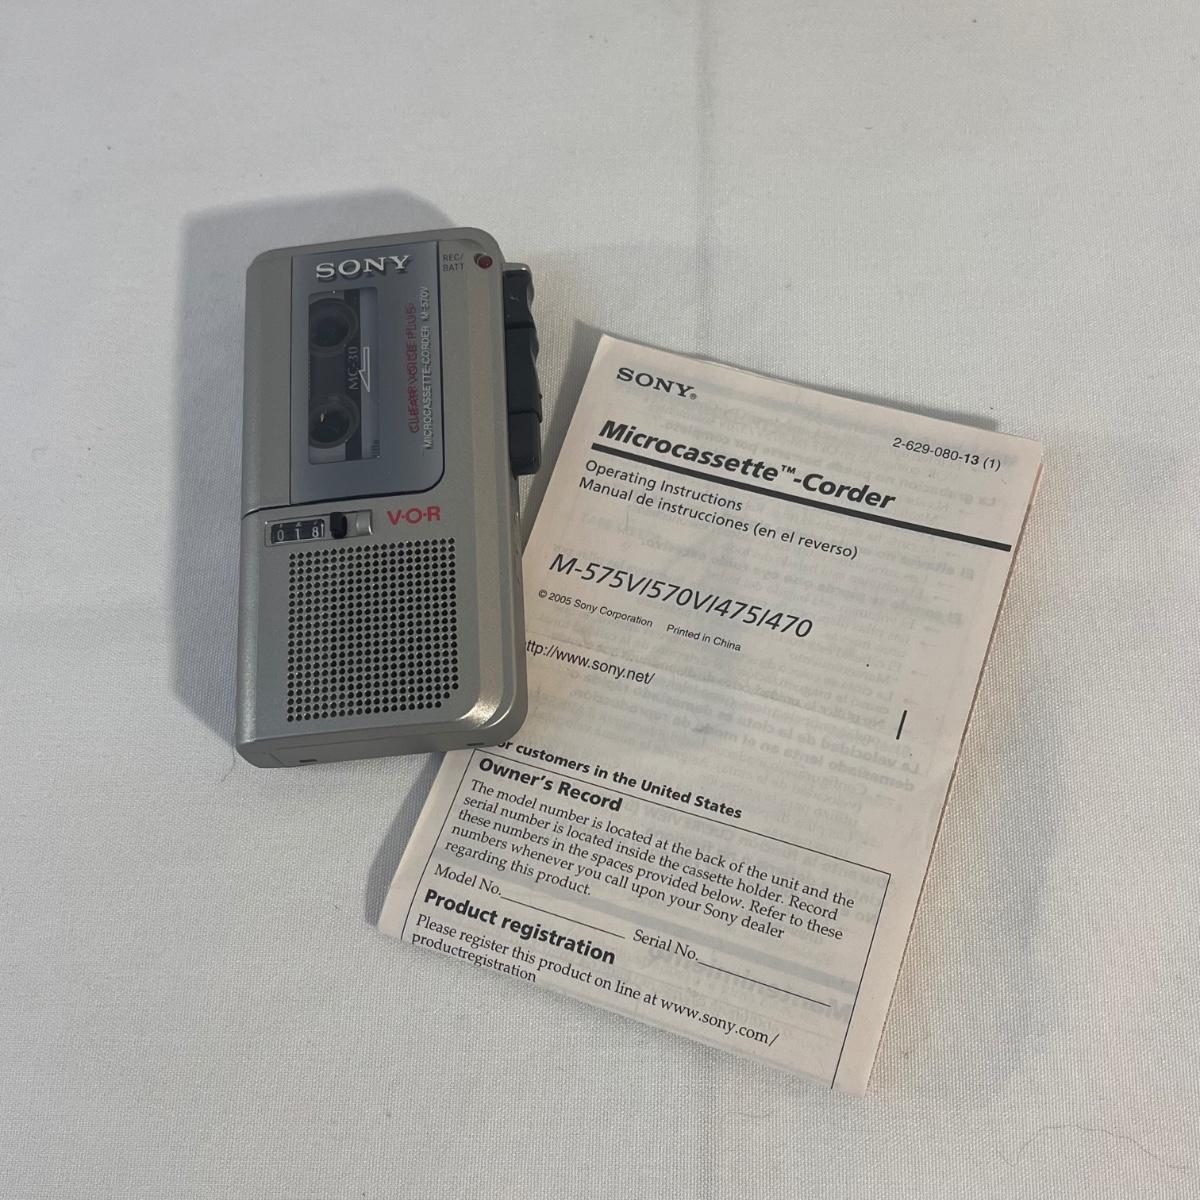 SONY
REC/
BATT
MC-30
CLEAR VOICE PLUS
MICROCASSETTE-CORDER M-570V
0 1 8
V·O·R
SONY®
2-629-080-13 (1)
Microcassette™-Corder
Operating Instructions
Manual de instrucciones (en el reverso)
M-575V/570V/475/470
© 2005 Sony Corporation Printed in China
ttp://www.sony.net/
or customers in the United States
Owner's Record
The model number is located at the back of the unit and the
serial number is located inside the cassette holder. Record
these numbers in the spaces provided below. Refer to these
numbers whenever you call upon your Sony dealer
regarding this product.
Model No. Serial No.
Product registration
Please register this product on line at www.sony.com/
productregistration